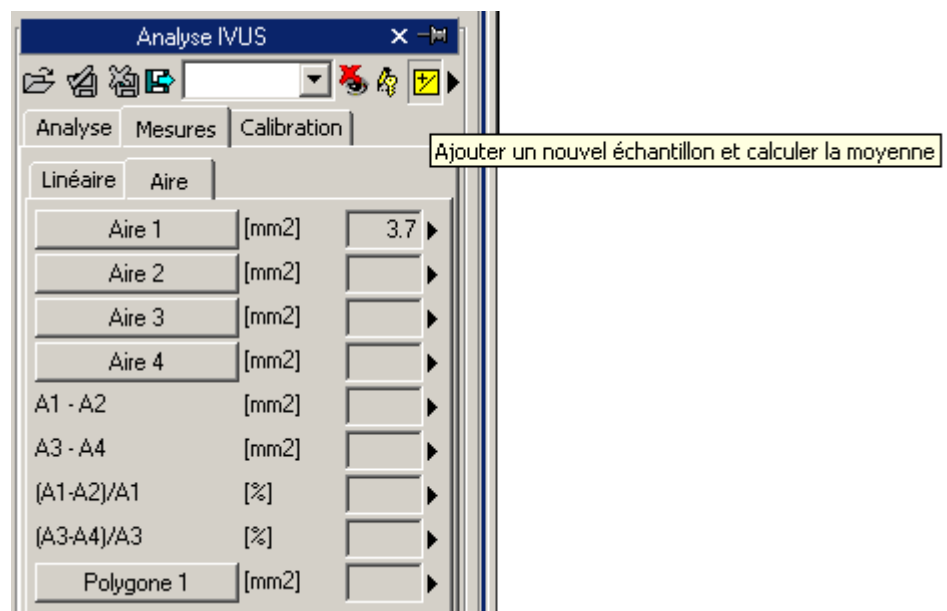 Analyse IVUS
Analyse Mesures Calibration
Ajouter un nouvel échantillon et calculer la moyenne
Linéaire Aire
Aire 1 [mm2] 3.7
Aire 2 [mm2]
Aire 3 [mm2]
Aire 4 [mm2]
A1 - A2 [mm2]
A3 - A4 [mm2]
(A1-A2)/A1 [%]
(A3-A4)/A3 [%]
Polygone 1 [mm2]